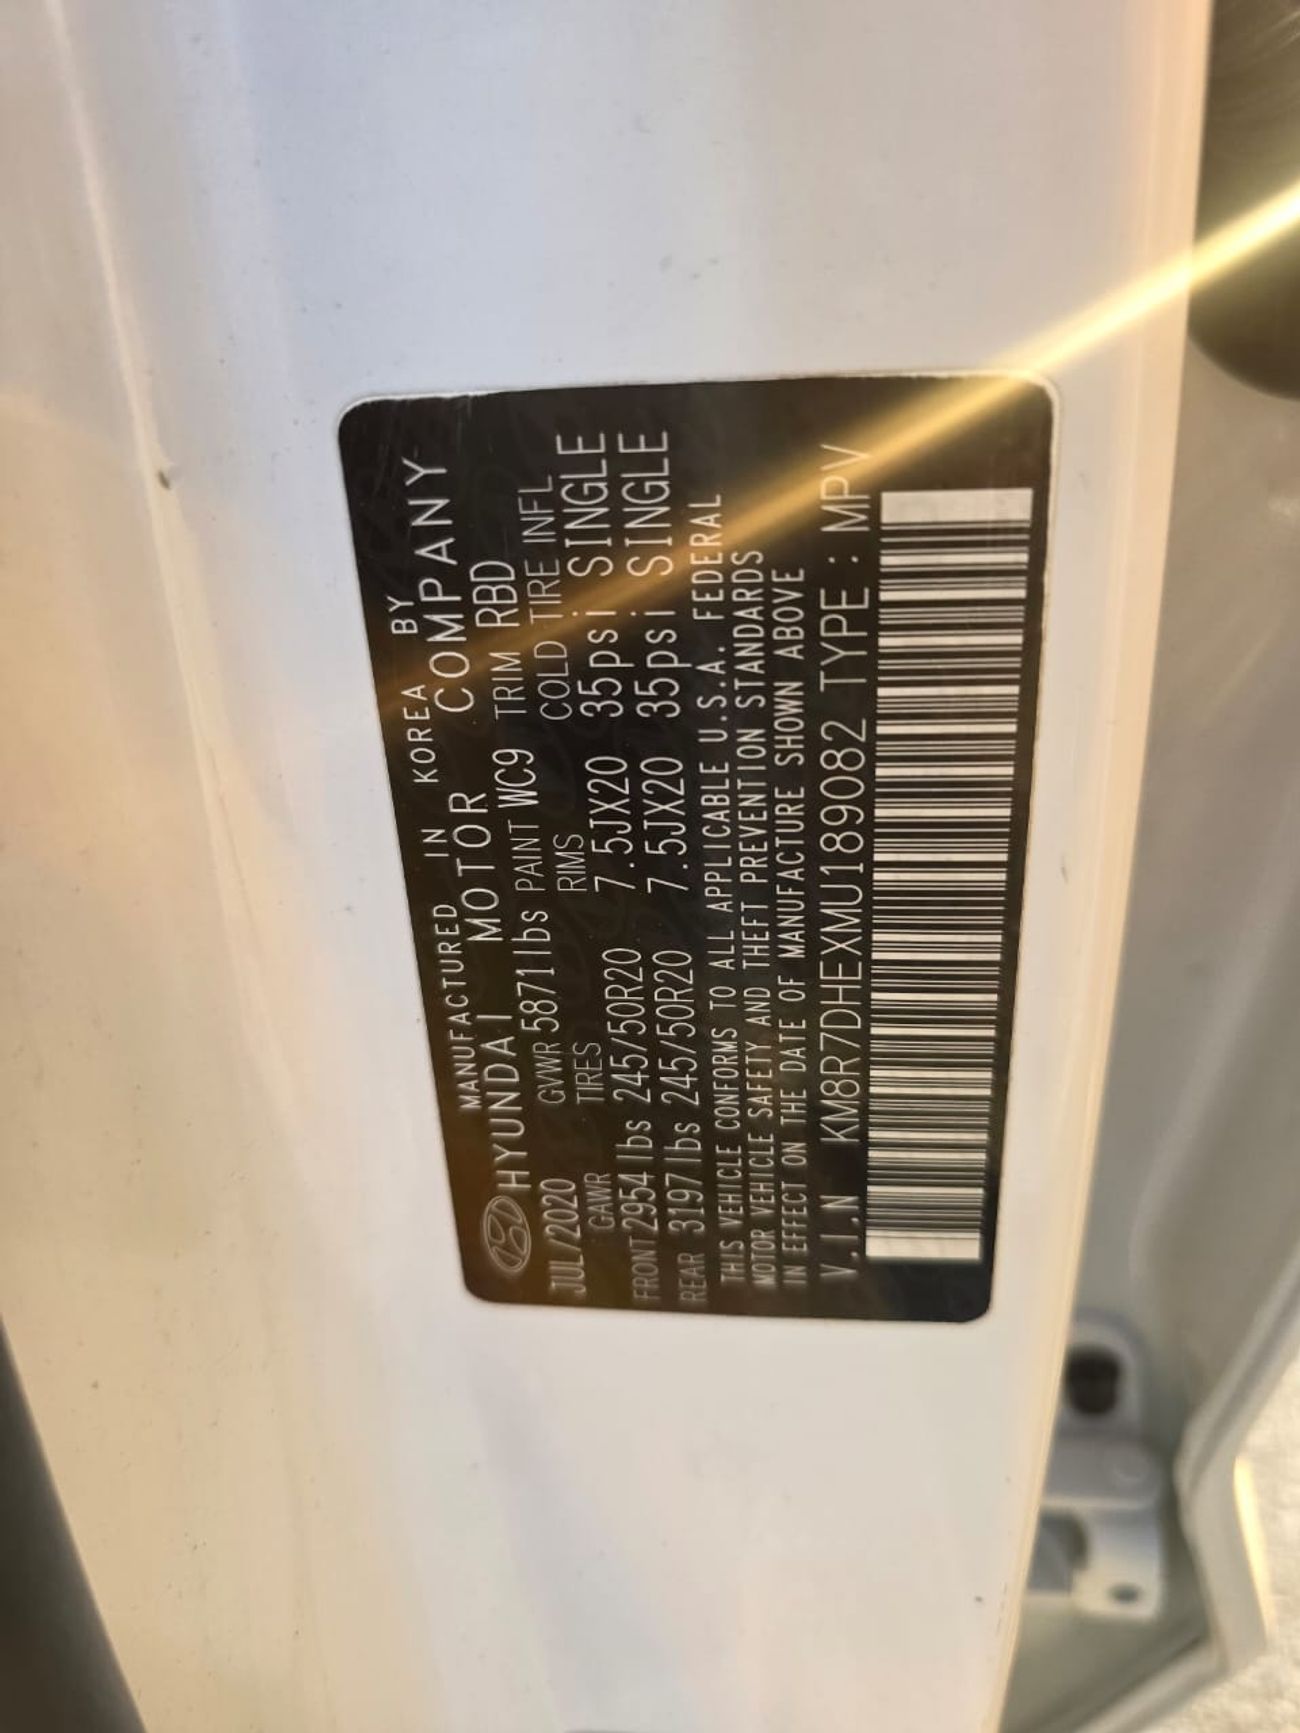 MANUFACTURED IN KOREA BY
HYUNDAI MOTOR COMPANY
JUL/2020 GVWR 5871lbs PAINT WC9 TRIM RBD
GAWR TIRES RIMS COLD TIRE INFL
FRONT 2954lbs 245/50R20 7.5JX20 35psi SINGLE
REAR 3197lbs 245/50R20 7.5JX20 35psi SINGLE
THIS VEHICLE CONFORMS TO ALL APPLICABLE U.S.A. FEDERAL
MOTOR VEHICLE SAFETY AND THEFT PREVENTION STANDARDS
IN EFFECT ON THE DATE OF MANUFACTURE SHOWN ABOVE
V.I.N KM8R7DHEXMU189082 TYPE : MPV